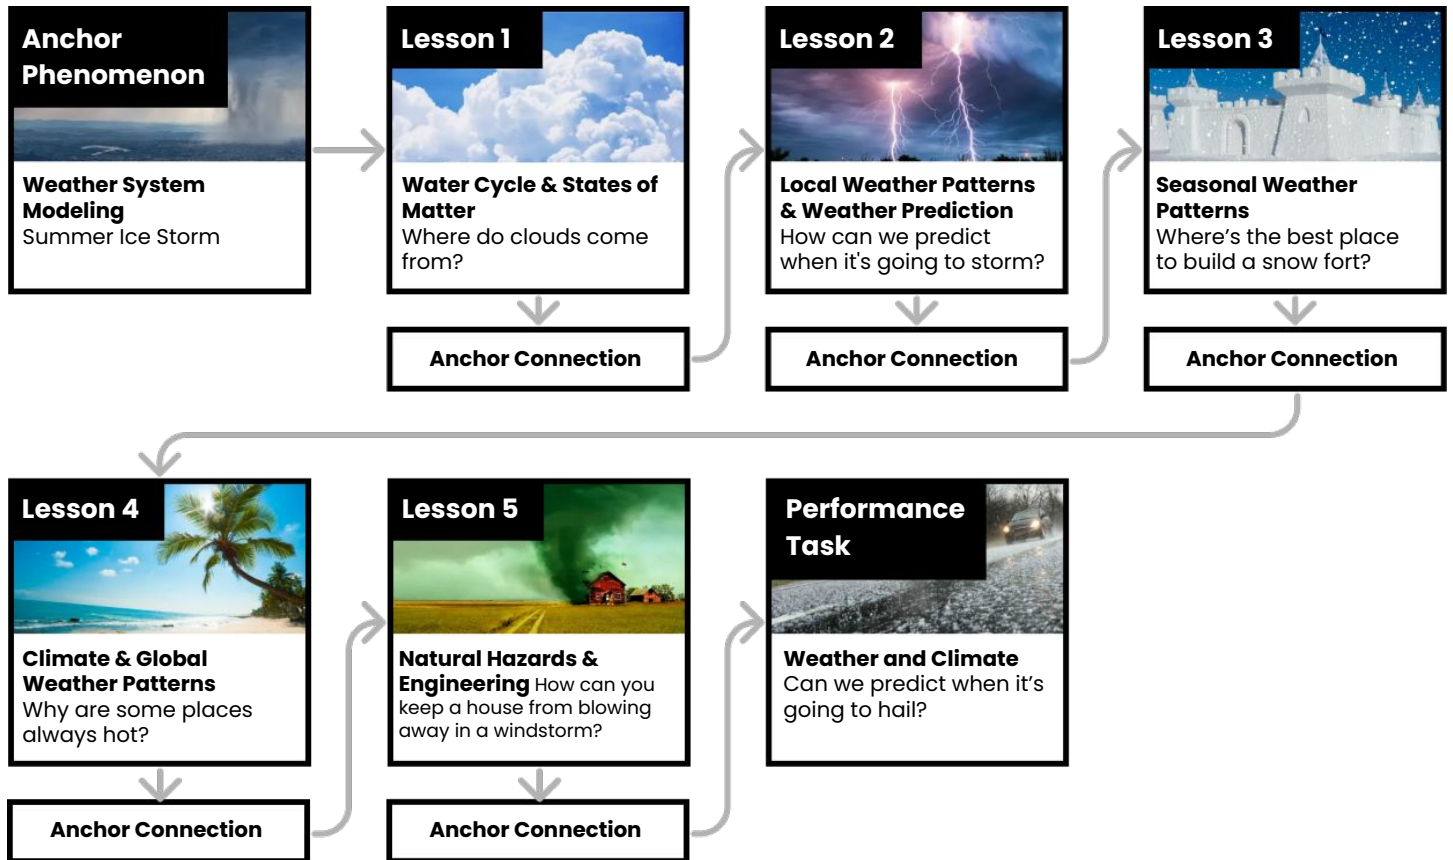 Anchor
Phenomenon
Weather System
Modeling
Summer Ice Storm
Lesson 1
Water Cycle & States of
Matter
Where do clouds come
from?
Anchor Connection
Lesson 2
Local Weather Patterns
& Weather Prediction
How can we predict
when it's going to storm?
Anchor Connection
Lesson 3
Seasonal Weather
Patterns
Where’s the best place
to build a snow fort?
Anchor Connection
Lesson 4
Climate & Global
Weather Patterns
Why are some places
always hot?
Anchor Connection
Lesson 5
Natural Hazards &
Engineering How can you
keep a house from blowing
away in a windstorm?
Anchor Connection
Performance
Task
Weather and Climate
Can we predict when it’s
going to hail?